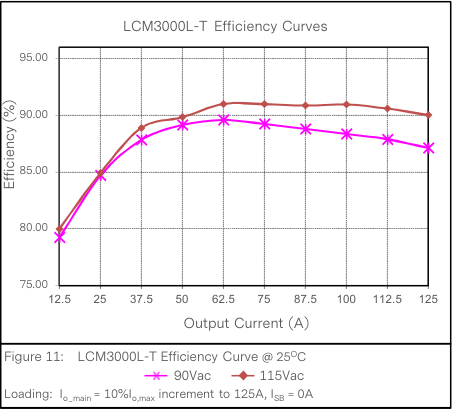 LCM3000L-T Efficiency Curves
95.00
90.00
85.00
80.00
75.00
Efficiency (%)
12.5 25 37.5 50 62.5 75 87.5 100 112.5 125
Output Current (A)
Figure 11: LCM3000L-T Efficiency Curve @ 25°C
90Vac 115Vac
Loading: Io_main = 10%Io,max increment to 125A, ISB = 0A